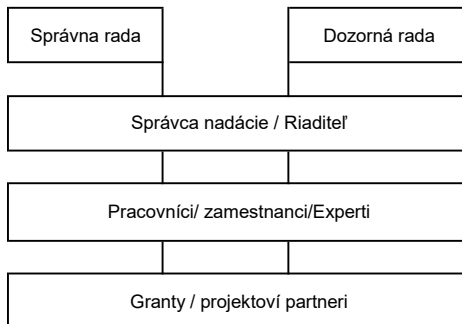 Správna rada
Dozorná rada
Správca nadácie / Riaditeľ
Pracovníci/ zamestnanci/Experti
Granty / projektoví partneri